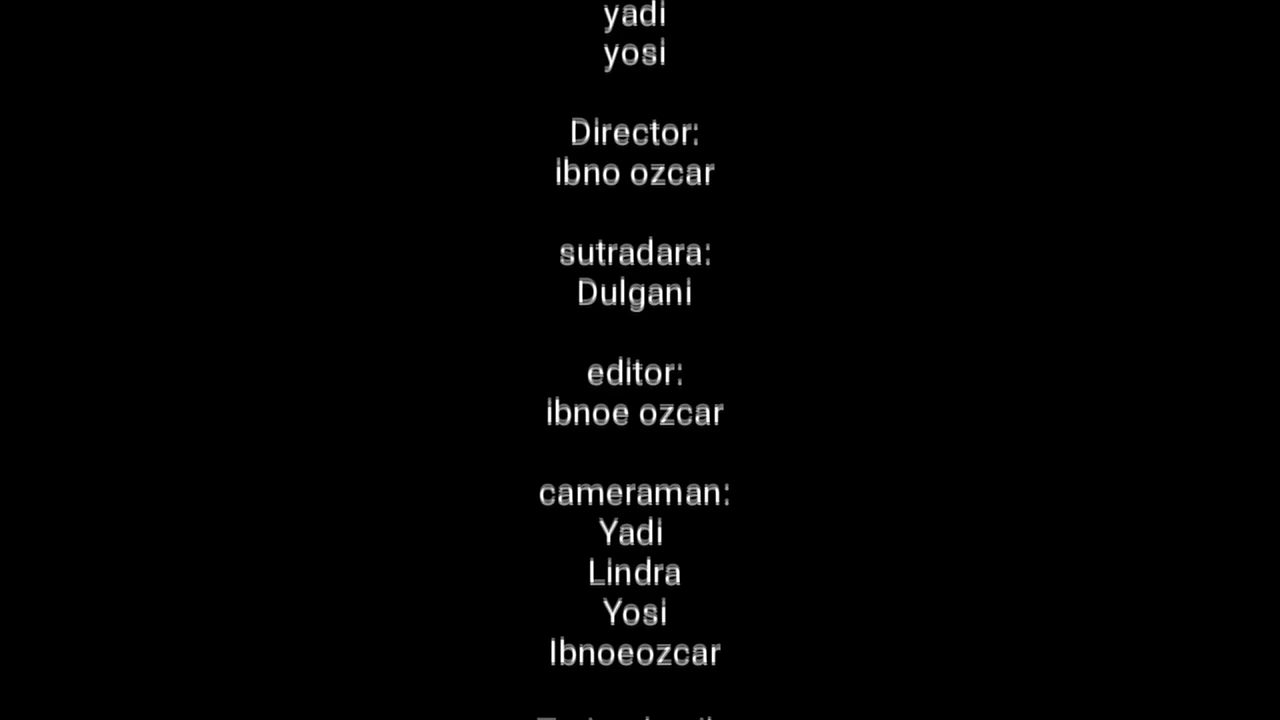 yadi
yosi
Director:
ibno ozcar
sutradara:
Dulgani
editor:
ibnoe ozcar
cameraman:
Yadi
Lindra
Yosi
Ibnoeozcar